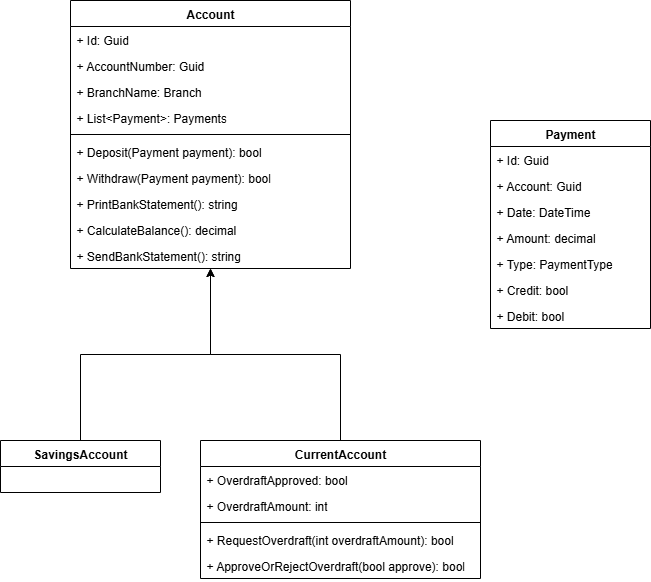 Account
+ Id: Guid
+ AccountNumber: Guid
+ BranchName: Branch
+ List<Payment>: Payments
+ Deposit(Payment payment): bool
+ Withdraw(Payment payment): bool
+ PrintBankStatement(): string
+ CalculateBalance(): decimal
+ SendBankStatement(): string
Payment
+ Id: Guid
+ Account: Guid
+ Date: DateTime
+ Amount: decimal
+ Type: PaymentType
+ Credit: bool
+ Debit: bool
SavingsAccount
CurrentAccount
+ OverdraftApproved: bool
+ OverdraftAmount: int
+ RequestOverdraft(int overdraftAmount): bool
+ ApproveOrRejectOverdraft(bool approve): bool